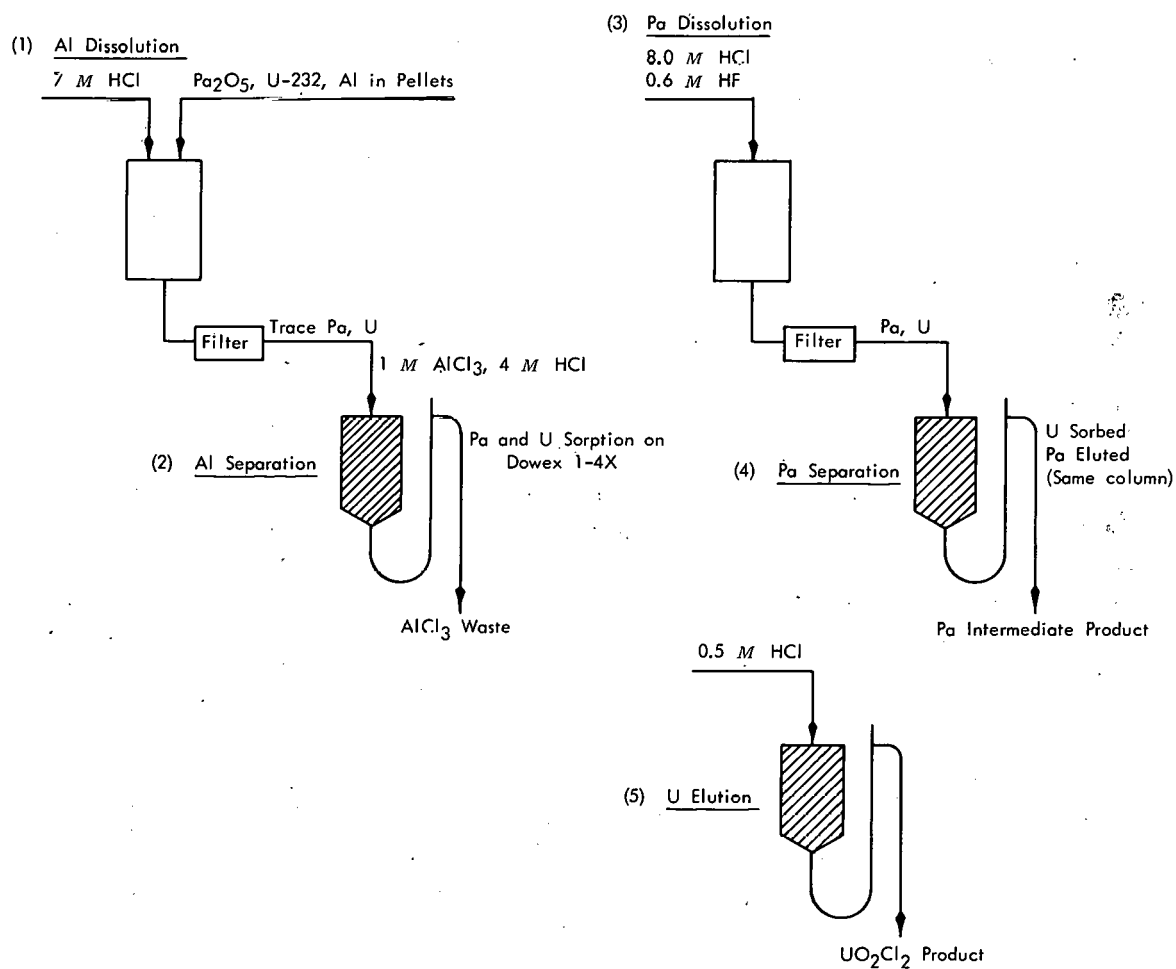 (1) Al Dissolution
7 M HCl
Pa2O5, U-232, Al in Pellets
Filter
Trace Pa, U
1 M AlCl3, 4 M HCl
(2) Al Separation
Pa and U Sorption on
Dowex 1-4X
AlCl3 Waste
(3) Pa Dissolution
8.0 M HCl
0.6 M HF
Filter
Pa, U
(4) Pa Separation
U Sorbed
Pa Eluted
(Same column)
Pa Intermediate Product
0.5 M HCl
(5) U Elution
UO2Cl2 Product